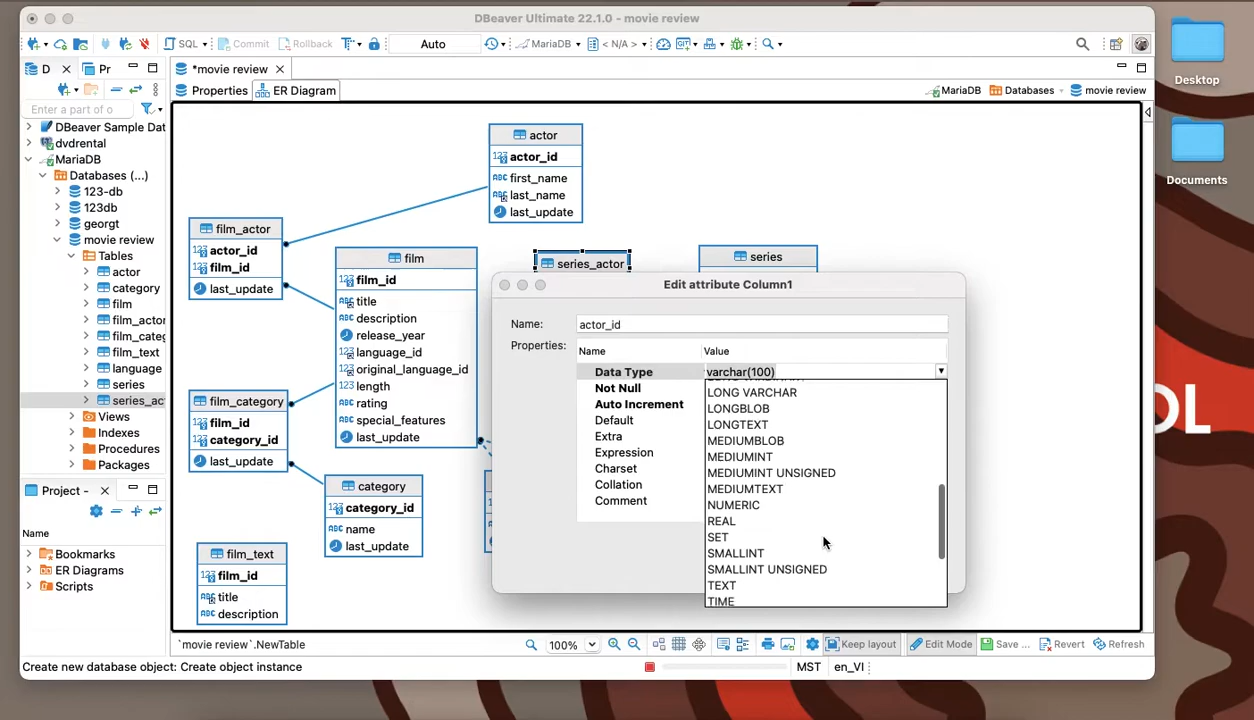 DBeaver Ultimate 22.1.0 - movie review
SQL
Commit
Rollback
Auto
MariaDB
< N/A >
D
Pr
*movie review
Enter a part of o
Properties
ER Diagram
MariaDB
Databases
movie review
DBeaver Sample Dat
dvdrental
MariaDB
Databases (...)
123-db
123db
georgt
movie review
Tables
actor
category
film
film_acto
film_categ
film_text
language
series
series_ac
Views
Indexes
Procedures
Packages
Project -
Name
Bookmarks
ER Diagrams
Scripts
actor
actor_id
first_name
last_name
last_update
film_actor
actor_id
film_id
last_update
film
film_id
title
description
release_year
language_id
original_language_id
length
rating
special_features
last_update
series_actor
series
film_category
film_id
category_id
last_update
category
category_id
name
last_update
film_text
film_id
title
description
Edit attribute Column1
Name:
actor_id
Properties:
Name
Value
Data Type
varchar(100)
Not Null
Auto Increment
Default
Extra
Expression
Charset
Collation
Comment
LONG VARCHAR
LONGBLOB
LONGTEXT
MEDIUMBLOB
MEDIUMINT
MEDIUMINT UNSIGNED
MEDIUMTEXT
NUMERIC
REAL
SET
SMALLINT
SMALLINT UNSIGNED
TEXT
TIME
`movie review`.NewTable
100%
Keep layout
Edit Mode
Save ...
Revert
Refresh
Create new database object: Create object instance
MST
en_VI
Desktop
Documents
OL